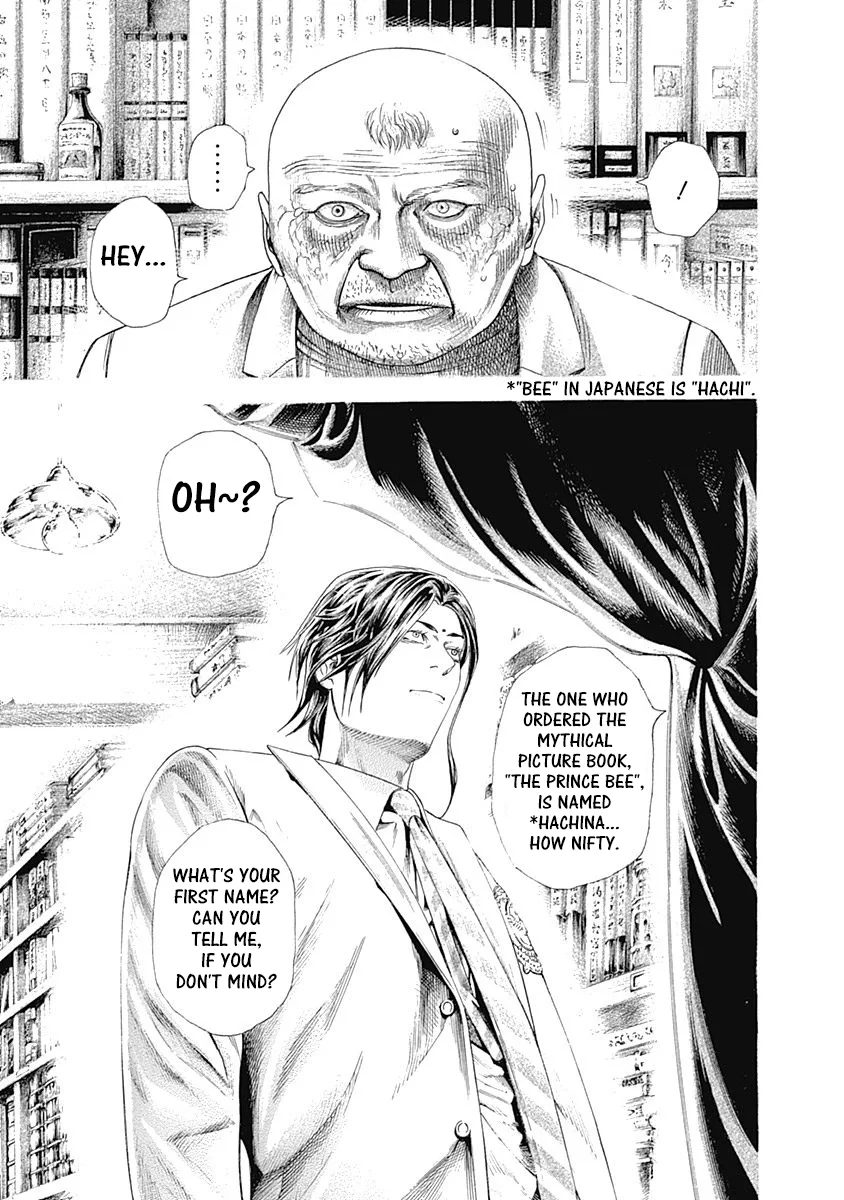 !
......
HEY...
*"BEE" IN JAPANESE IS "HACHI".
OH~?
THE ONE WHO
ORDERED THE
MYTHICAL
PICTURE BOOK,
"THE PRINCE BEE",
IS NAMED
*HACHINA...
HOW NIFTY.
WHAT'S YOUR
FIRST NAME?
CAN YOU
TELL ME,
IF YOU
DON'T MIND?